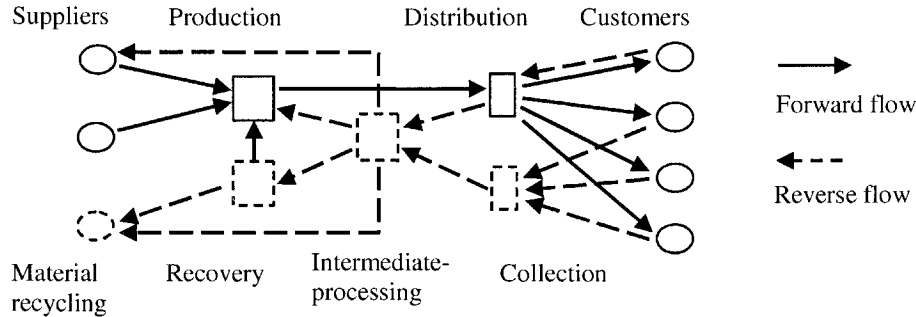 Suppliers
Production
Distribution
Customers
Forward flow
Reverse flow
Material
recycling
Recovery
Intermediate-
processing
Collection